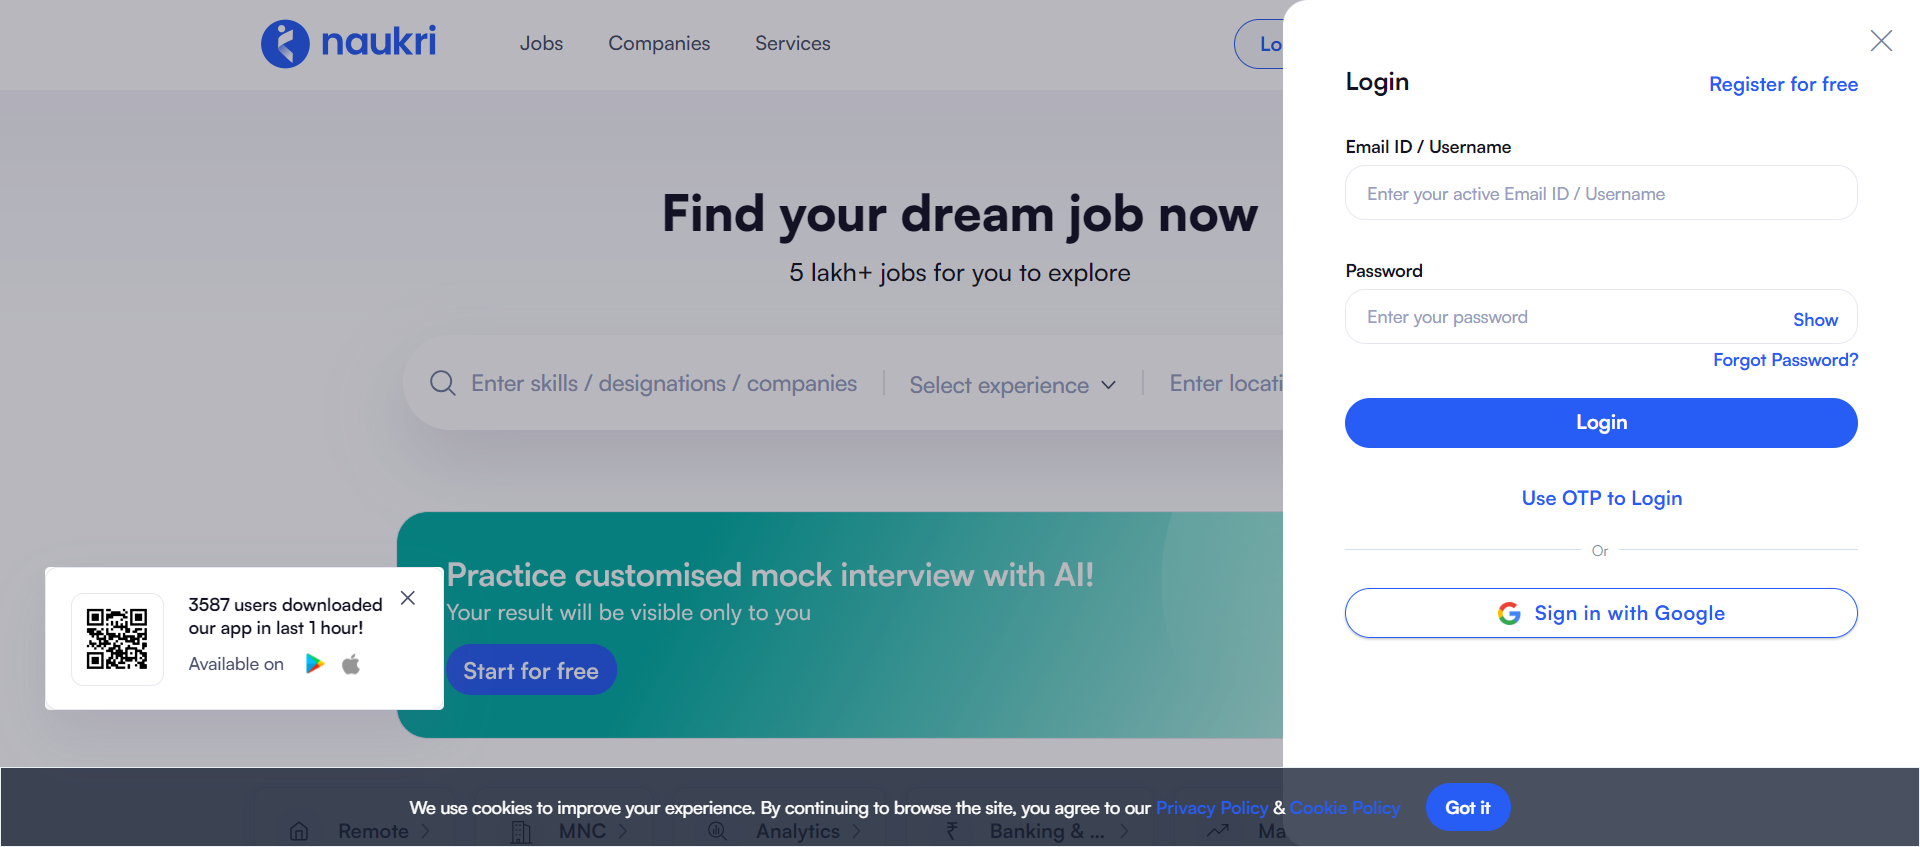 naukri
Jobs
Companies
Services
Find your dream job now
5 lakh+ jobs for you to explore
Enter skills / designations / companies
Select experience
Enter
Practice customised mock interview with AI!
Your result will be visible only to you
Start for free
3587 users downloaded
our app in last 1 hour!
Available on
Remote
MNC
Analytics
Banking & ...
Login
Register for free
Email ID / Username
Enter your active Email ID / Username
Password
Enter your password
Show
Forgot Password?
Login
Use OTP to Login
Or
Sign in with Google
We use cookies to improve your experience. By continuing to browse the site, you agree to our Privacy Policy & Cookie Policy
Got it